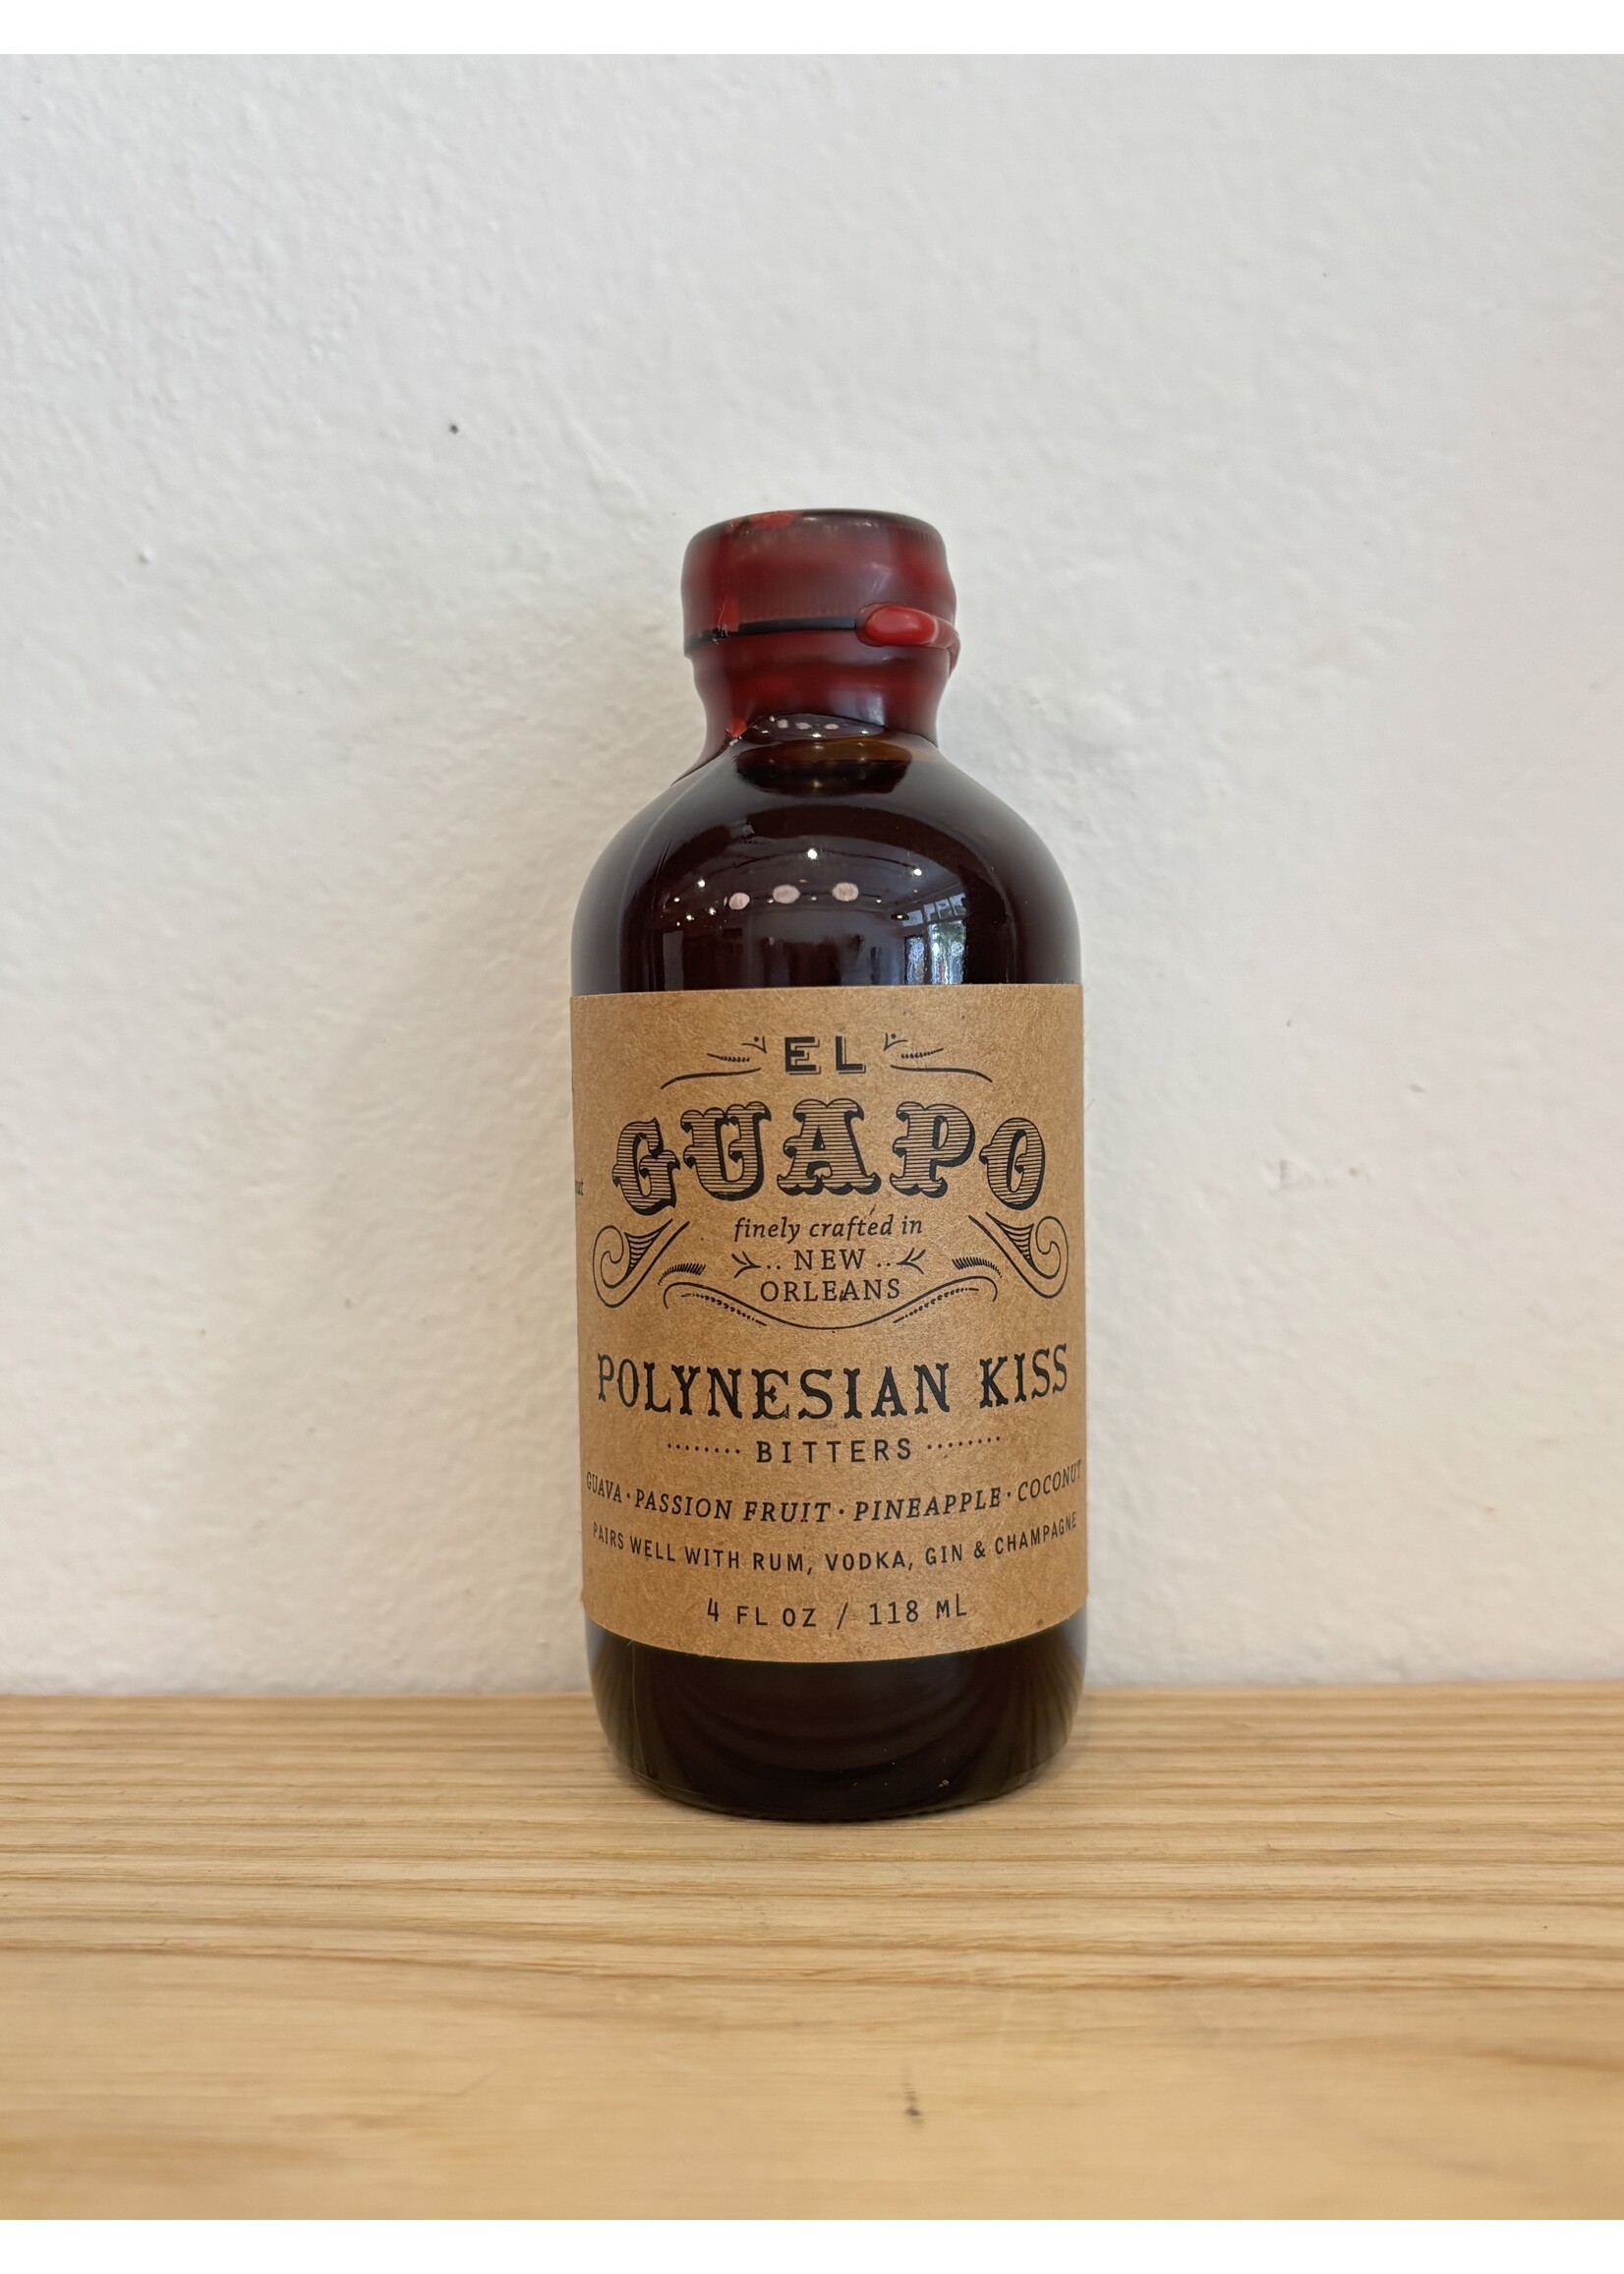 EL
GUAPO
finely crafted in
NEW
ORLEANS
POLYNESIAN KISS
BITTERS
GUAVA · PASSION FRUIT · PINEAPPLE · COCONUT
PAIRS WELL WITH RUM, VODKA, GIN & CHAMPAGNE
4 FL OZ / 118 ML